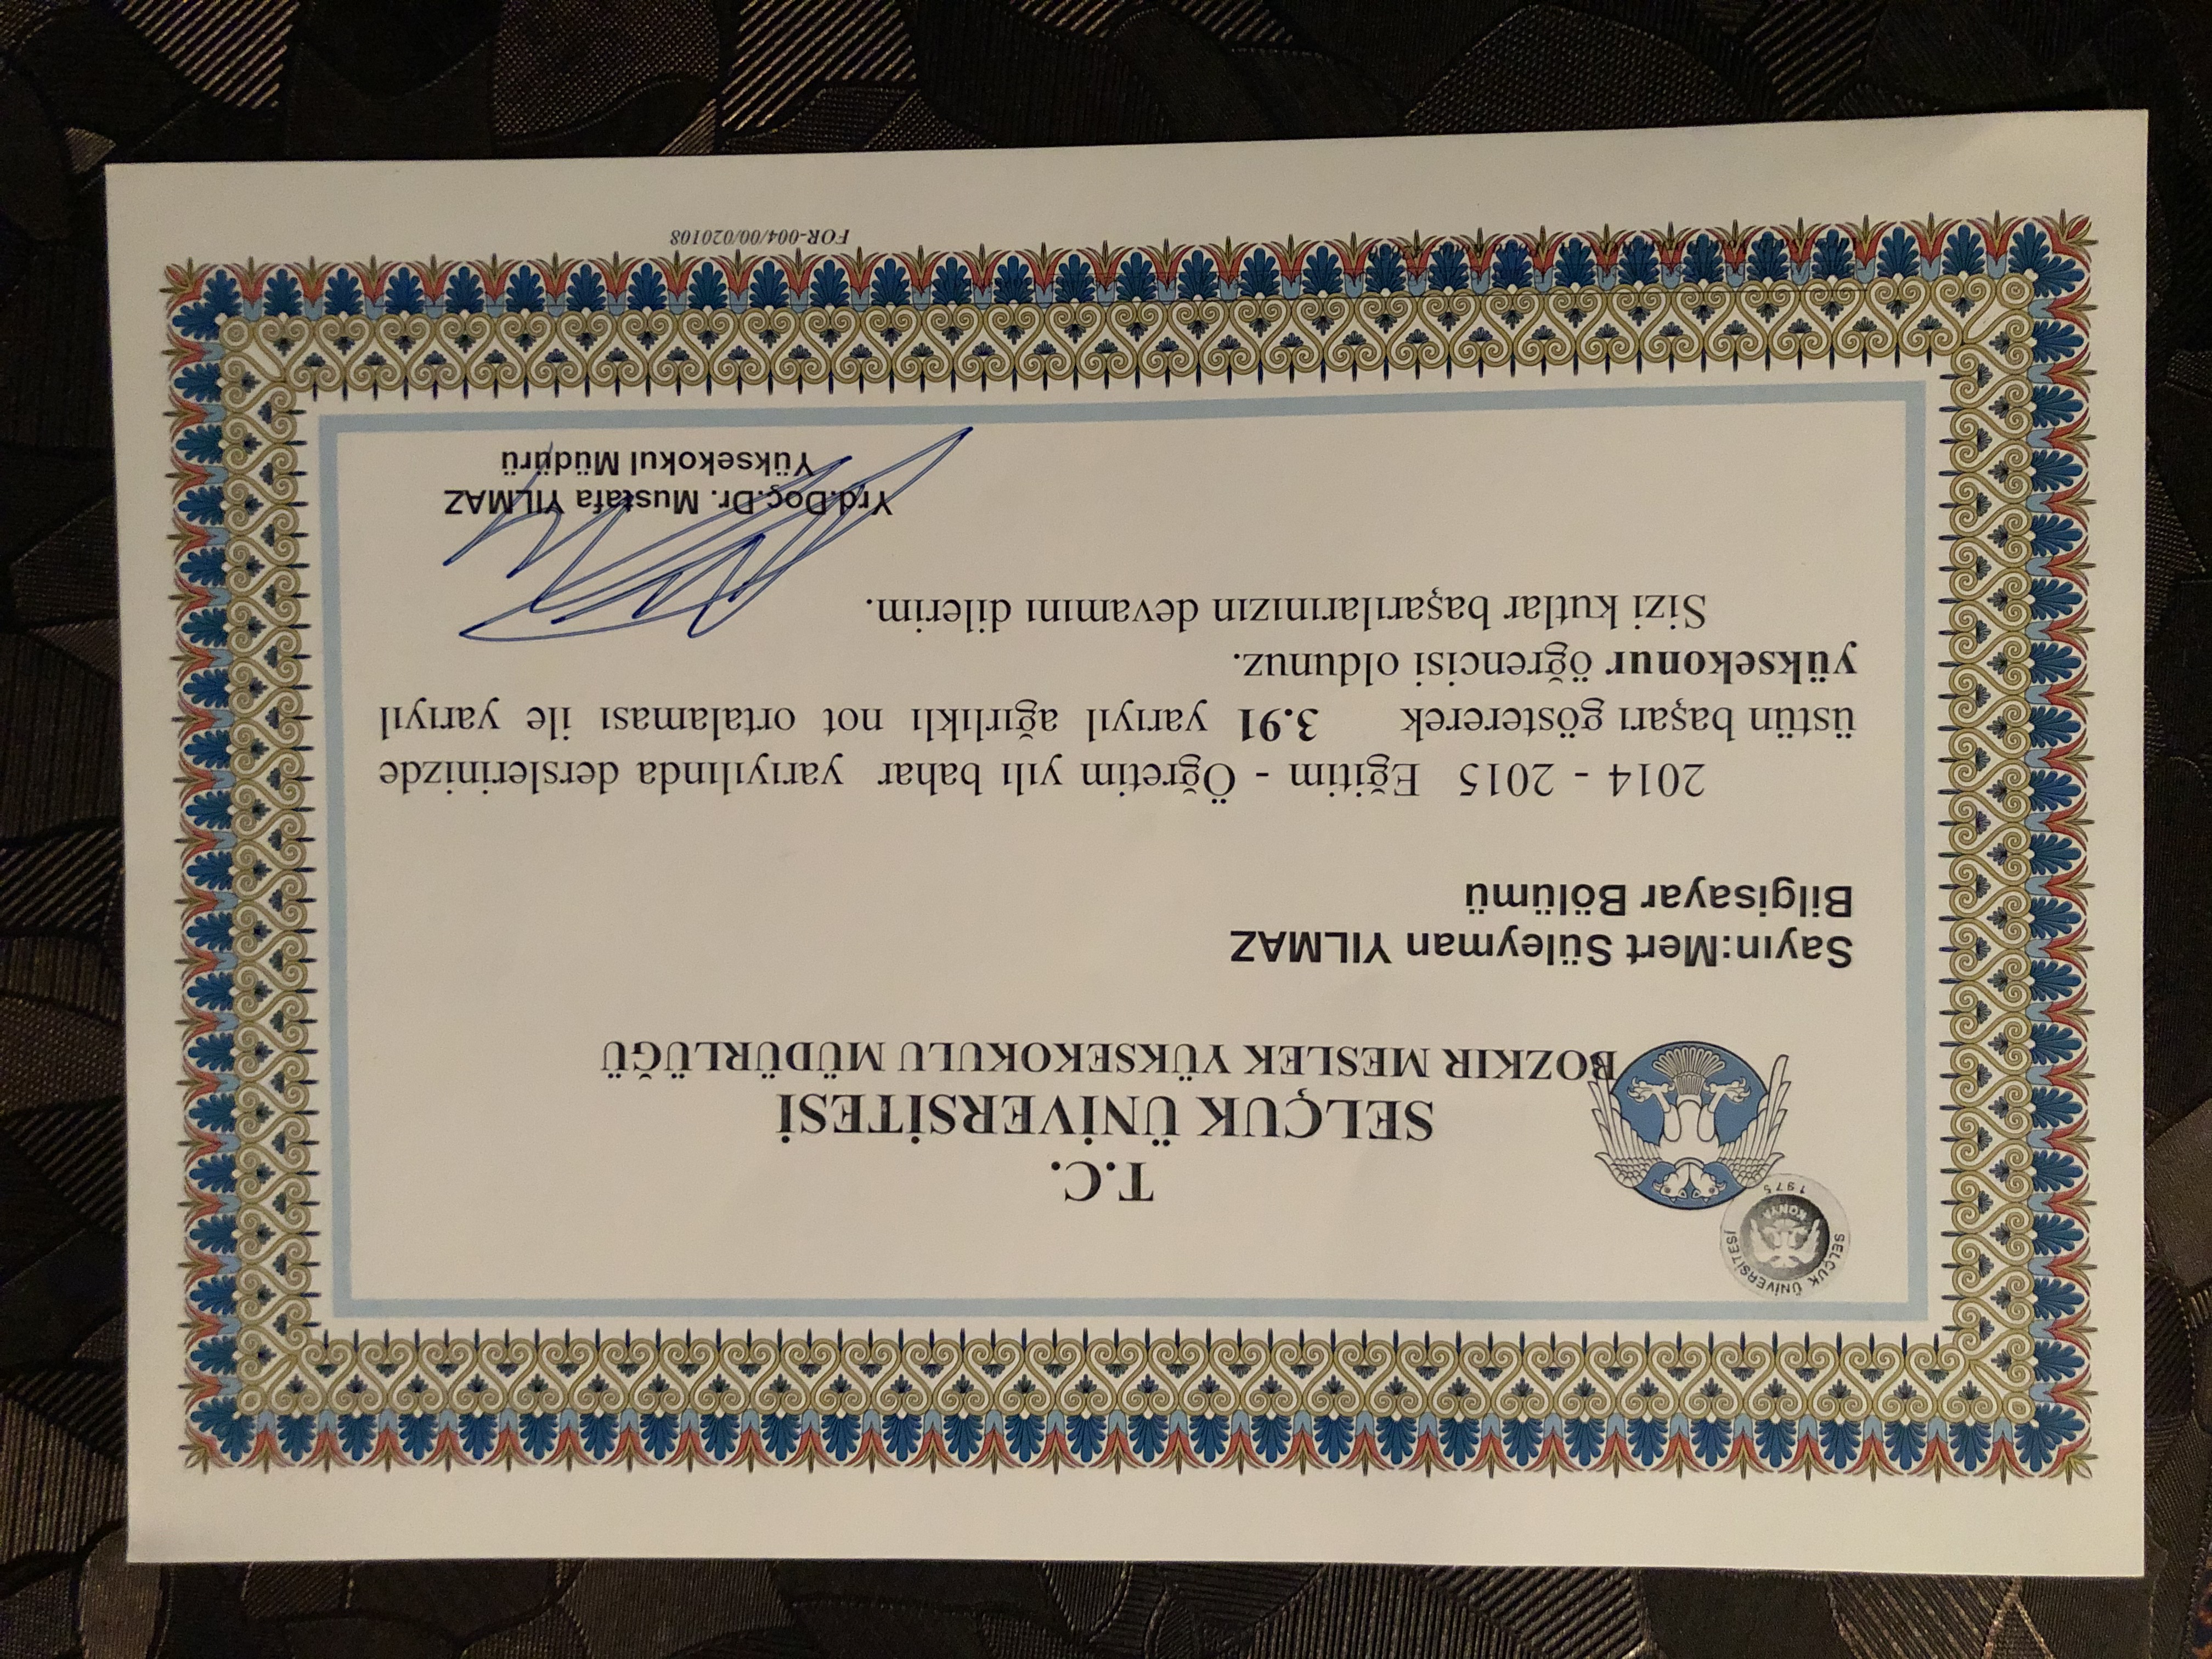 SELÇUK ÜNİVERSİTESİ
KONYA
1975
T.C.
SELÇUK ÜNİVERSİTESİ
BOZKIR MESLEK YÜKSEKOKULU MÜDÜRLÜĞÜ
Sayın:Mert Süleyman YILMAZ
Bilgisayar Bölümü
2014 - 2015 Eğitim - Öğretim yılı bahar yarıyılında derslerinizde
üstün başarı göstererek 3.91 yarıyıl ağırlıklı not ortalaması ile yarıyıl
yüksekonur öğrencisi oldunuz.
Sizi kutlar başarılarınızın devamını dilerim.
Yrd.Doç.Dr. Mustafa YILMAZ
Yüksekokul Müdürü
FOR-004/00/020108